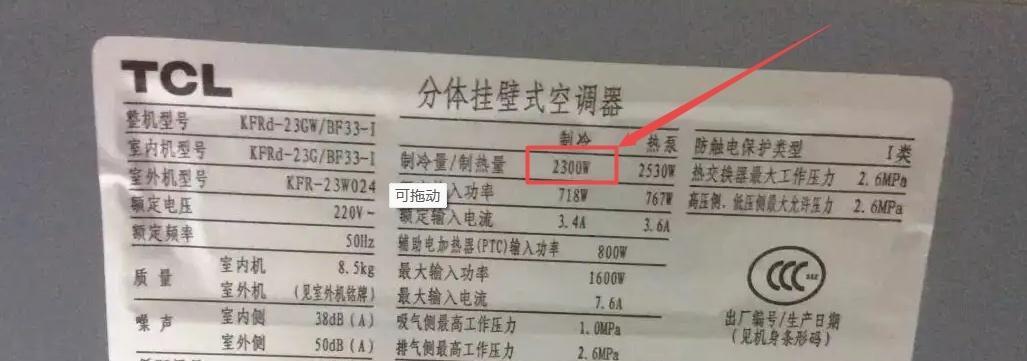 TCL
分体挂壁式空调器
整机型号 KFRd-23GW/BF33-I
室内机型号 KFRd-23G/BF33-I
室外机型号 KFR-23W024
额定电压 220V~
额定频率 50Hz
质量 室内机 8.5kg
室外机 (见室外机铭牌)
噪声 室内侧 38dB(A)
室外侧 50dB(A)
制冷 热泵
制冷量/制热量 2300W 2530W
可拖动
入功率 718W 767W
额定输入电流 3.4A 3.6A
辅助电加热器(PTC)输入功率 800W
最大输入功率 1600W
最大输入电流 7.6A
吸气侧最高工作压力 1.0MPa
排气侧最高工作压力 2.6MPa
防触电保护类型 I类
热交换器最大工作压力 2.6MPa
高压侧、低压侧最大允许压力 2.6MPa
CCC
出厂编号/生产日期
(见机身条形码)